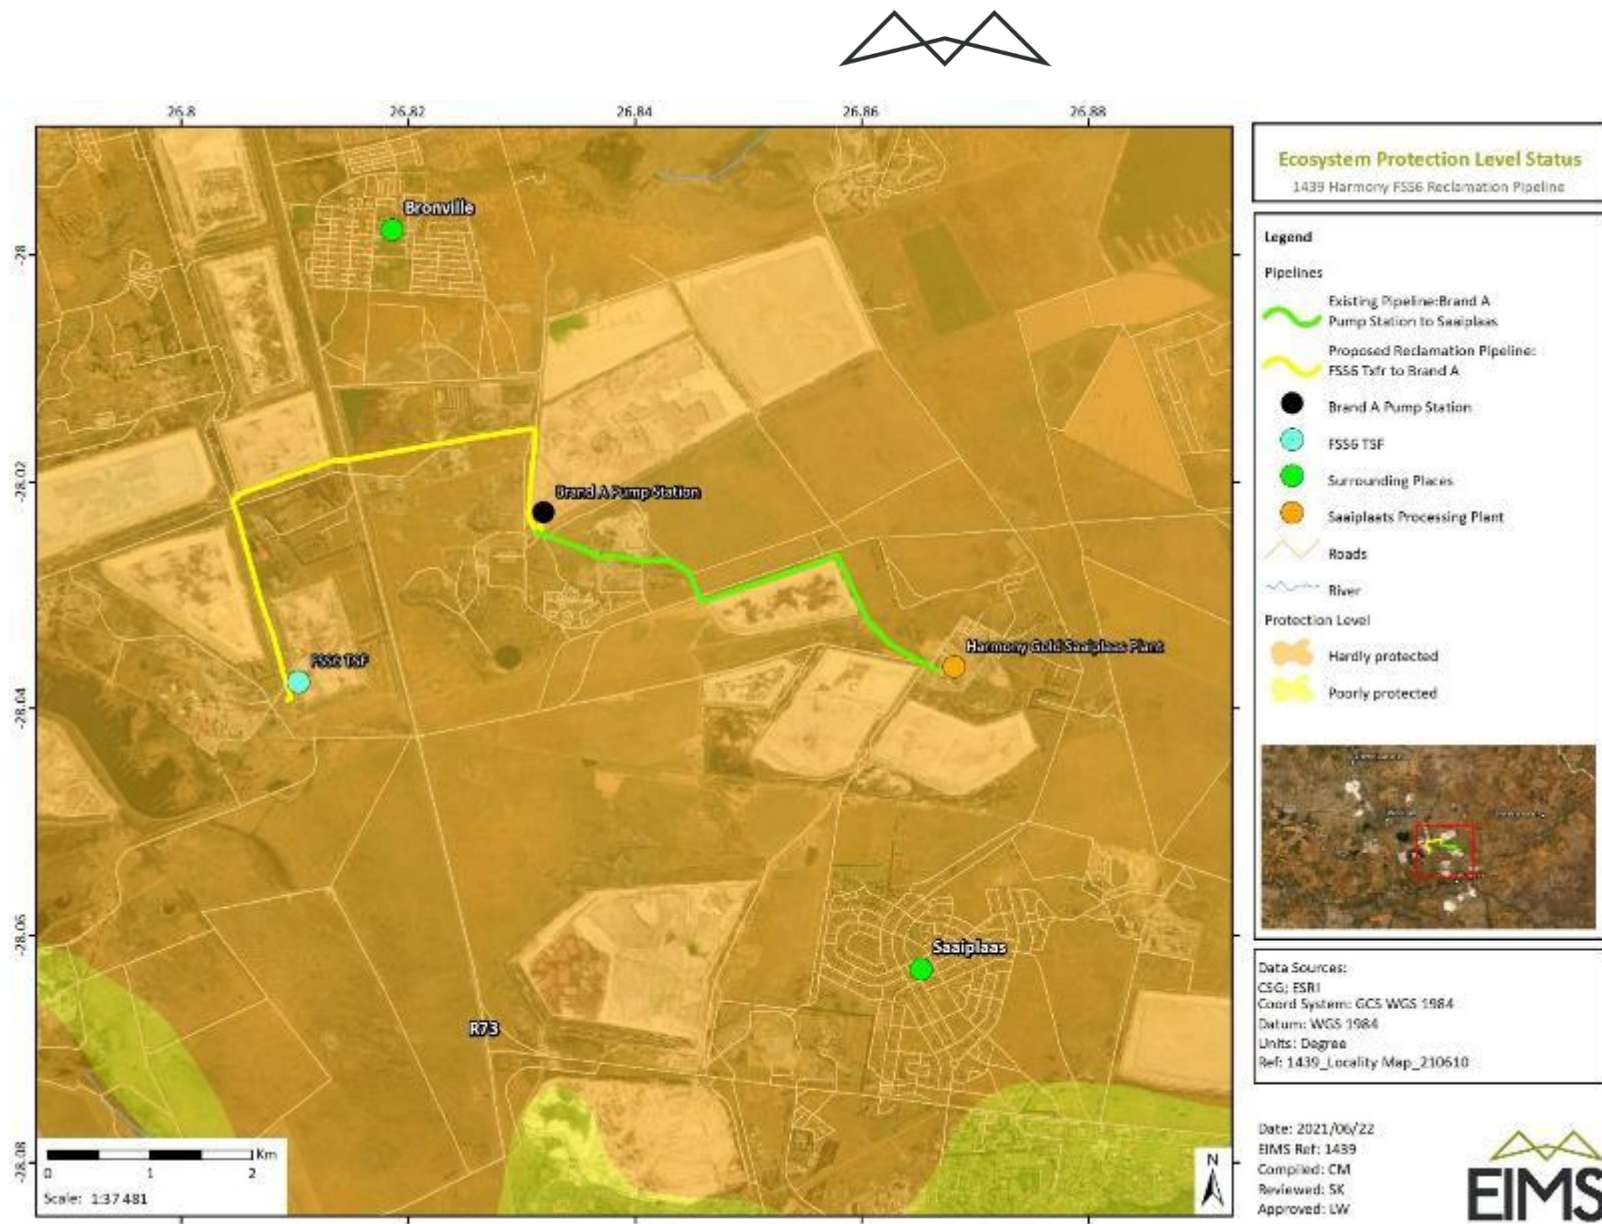 26.8 26.82 26.84 26.86 26.88
-28
-28.02
-28.04
-28.06
-28.08
Bronville
Brand A Pump Station
FSS6 TSF
Harmony Gold Saaiplaas Plant
Saaiplaas
R73
Km
0 1 2
Scale: 1:37 481
N
Ecosystem Protection Level Status
1439 Harmony FSS6 Reclamation Pipeline
Legend
Pipelines
Existing Pipeline:Brand A
Pump Station to Saaiplaas
Proposed Reclamation Pipeline:
FSS6 Txfr to Brand A
Brand A Pump Station
FSS6 TSF
Surrounding Places
Saaiplaats Processing Plant
Roads
River
Protection Level
Hardly protected
Poorly protected
Data Sources:
CSG; ESRI
Coord System: GCS WGS 1984
Datum: WGS 1984
Units: Degree
Ref: 1439_Locality Map_210610
Date: 2021/06/22
EIMS Ref: 1439
Compiled: CM
Reviewed: SK
Approved: LW
EIMS